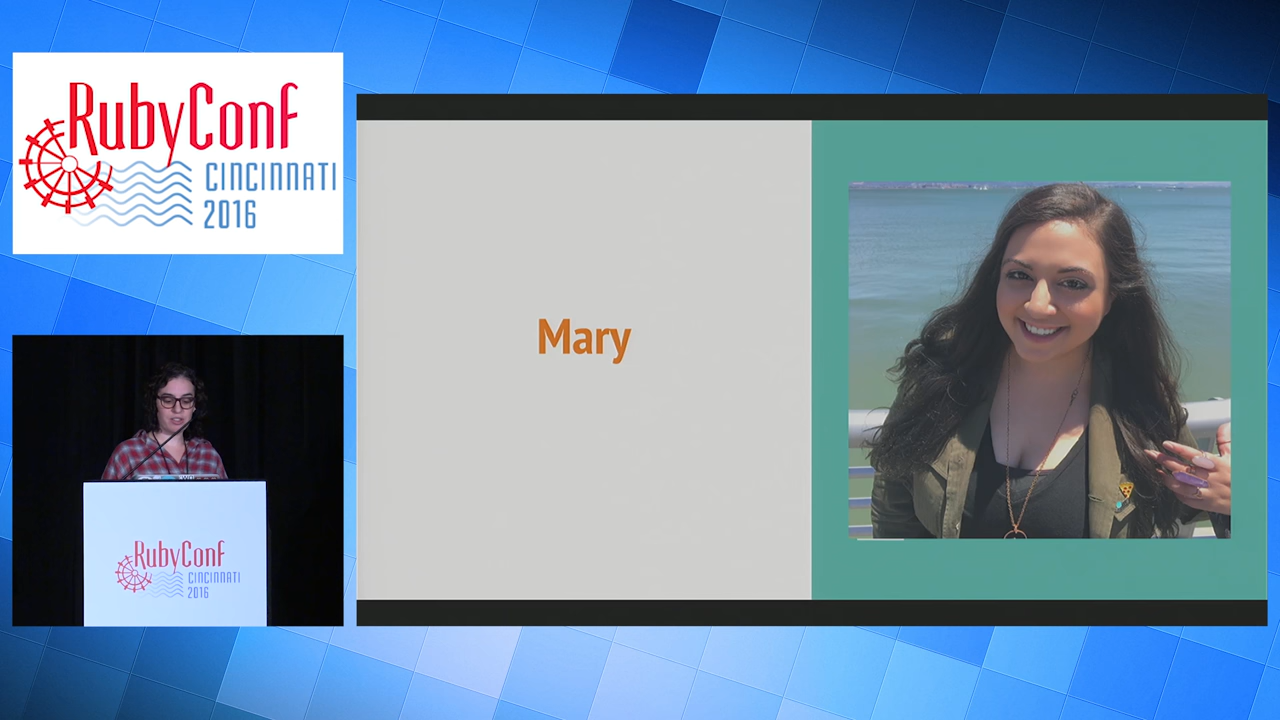 RubyConf
CINCINNATI
2016
Mary
RubyConf
CINCINNATI
2016